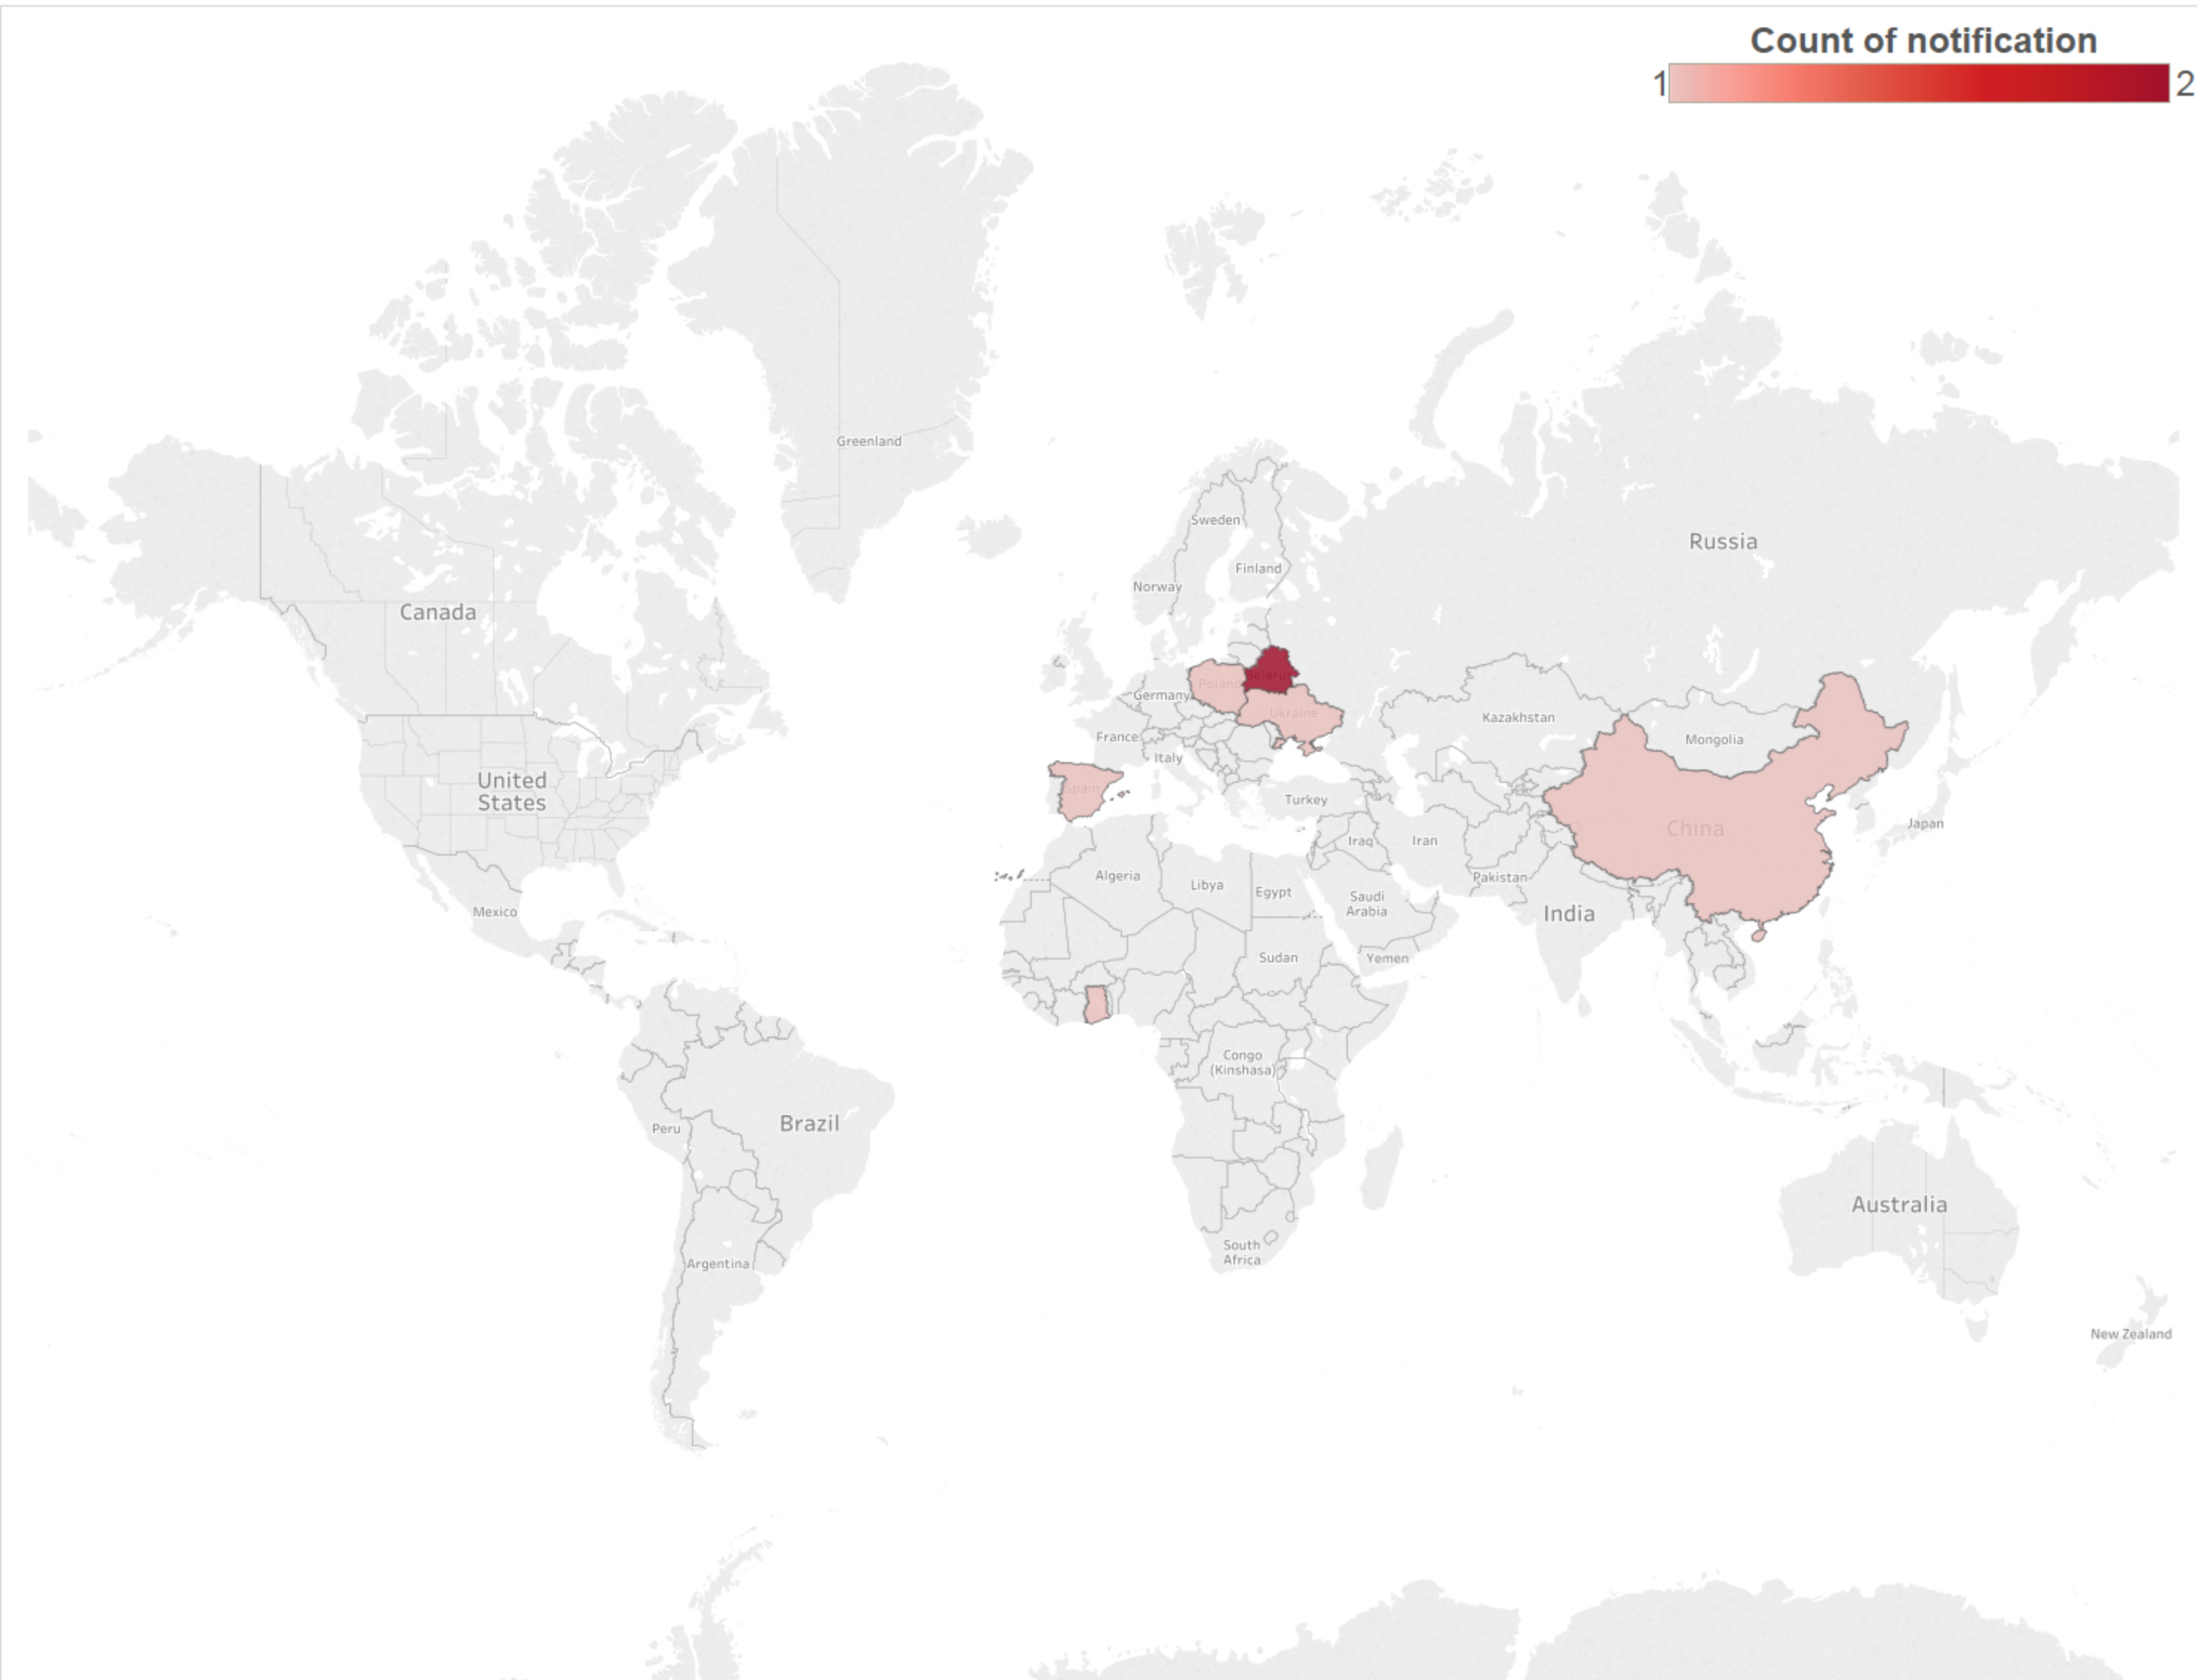 Count of notification
1
2
Greenland
Sweden
Russia
Finland
Norway
Canada
Poland
Belarus
Germany
Ukraine
Kazakhstan
France
Mongolia
Italy
United
States
Spain
Turkey
China
Japan
Iraq
Iran
Algeria
Pakistan
Libya
Egypt
Saudi
Arabia
Mexico
India
Sudan
Yemen
Congo
(Kinshasa)
Peru
Brazil
Australia
South
Africa
Argentina
New Zealand